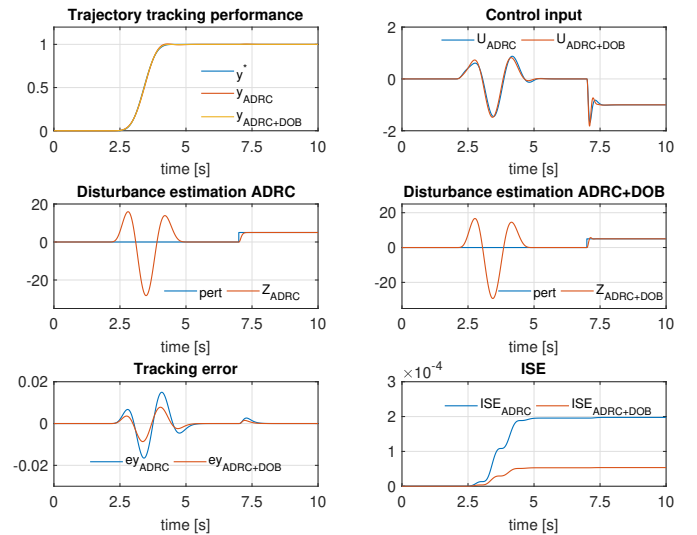 Trajectory tracking performance
1
0.5
0
0 2.5 5 7.5 10
time [s]
y*
y_ADRC
y_ADRC+DOB
Control input
2
0
-2
0 2.5 5 7.5 10
time [s]
U_ADRC U_ADRC+DOB
Disturbance estimation ADRC
20
0
-20
0 2.5 5 7.5 10
time [s]
pert Z_ADRC
Disturbance estimation ADRC+DOB
20
0
-20
0 2.5 5 7.5 10
time [s]
pert Z_ADRC+DOB
Tracking error
0.02
0
-0.02
0 2.5 5 7.5 10
time [s]
ey_ADRC ey_ADRC+DOB
ISE
×10^-4
3
2
1
0
0 2.5 5 7.5 10
time [s]
ISE_ADRC ISE_ADRC+DOB